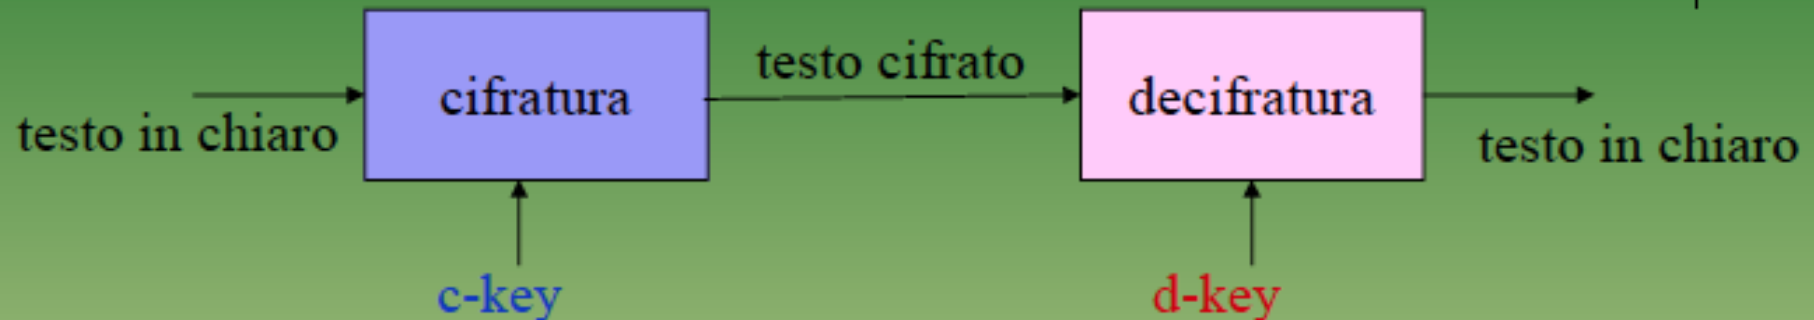 testo in chiaro
cifratura
testo cifrato
decifratura
testo in chiaro
c-key
d-key